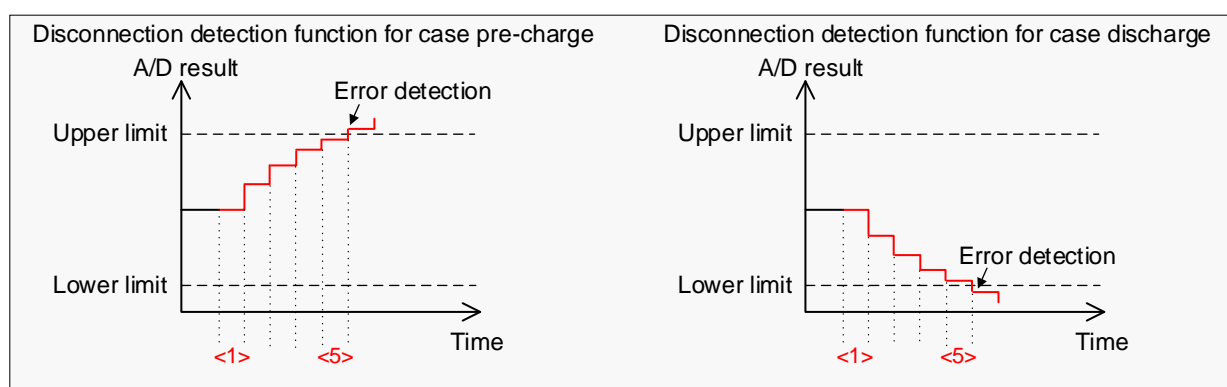 Disconnection detection function for case pre-charge
A/D result
Error detection
Upper limit
Lower limit
Time
<1>
<5>
Disconnection detection function for case discharge
A/D result
Upper limit
Error detection
Lower limit
Time
<1>
<5>